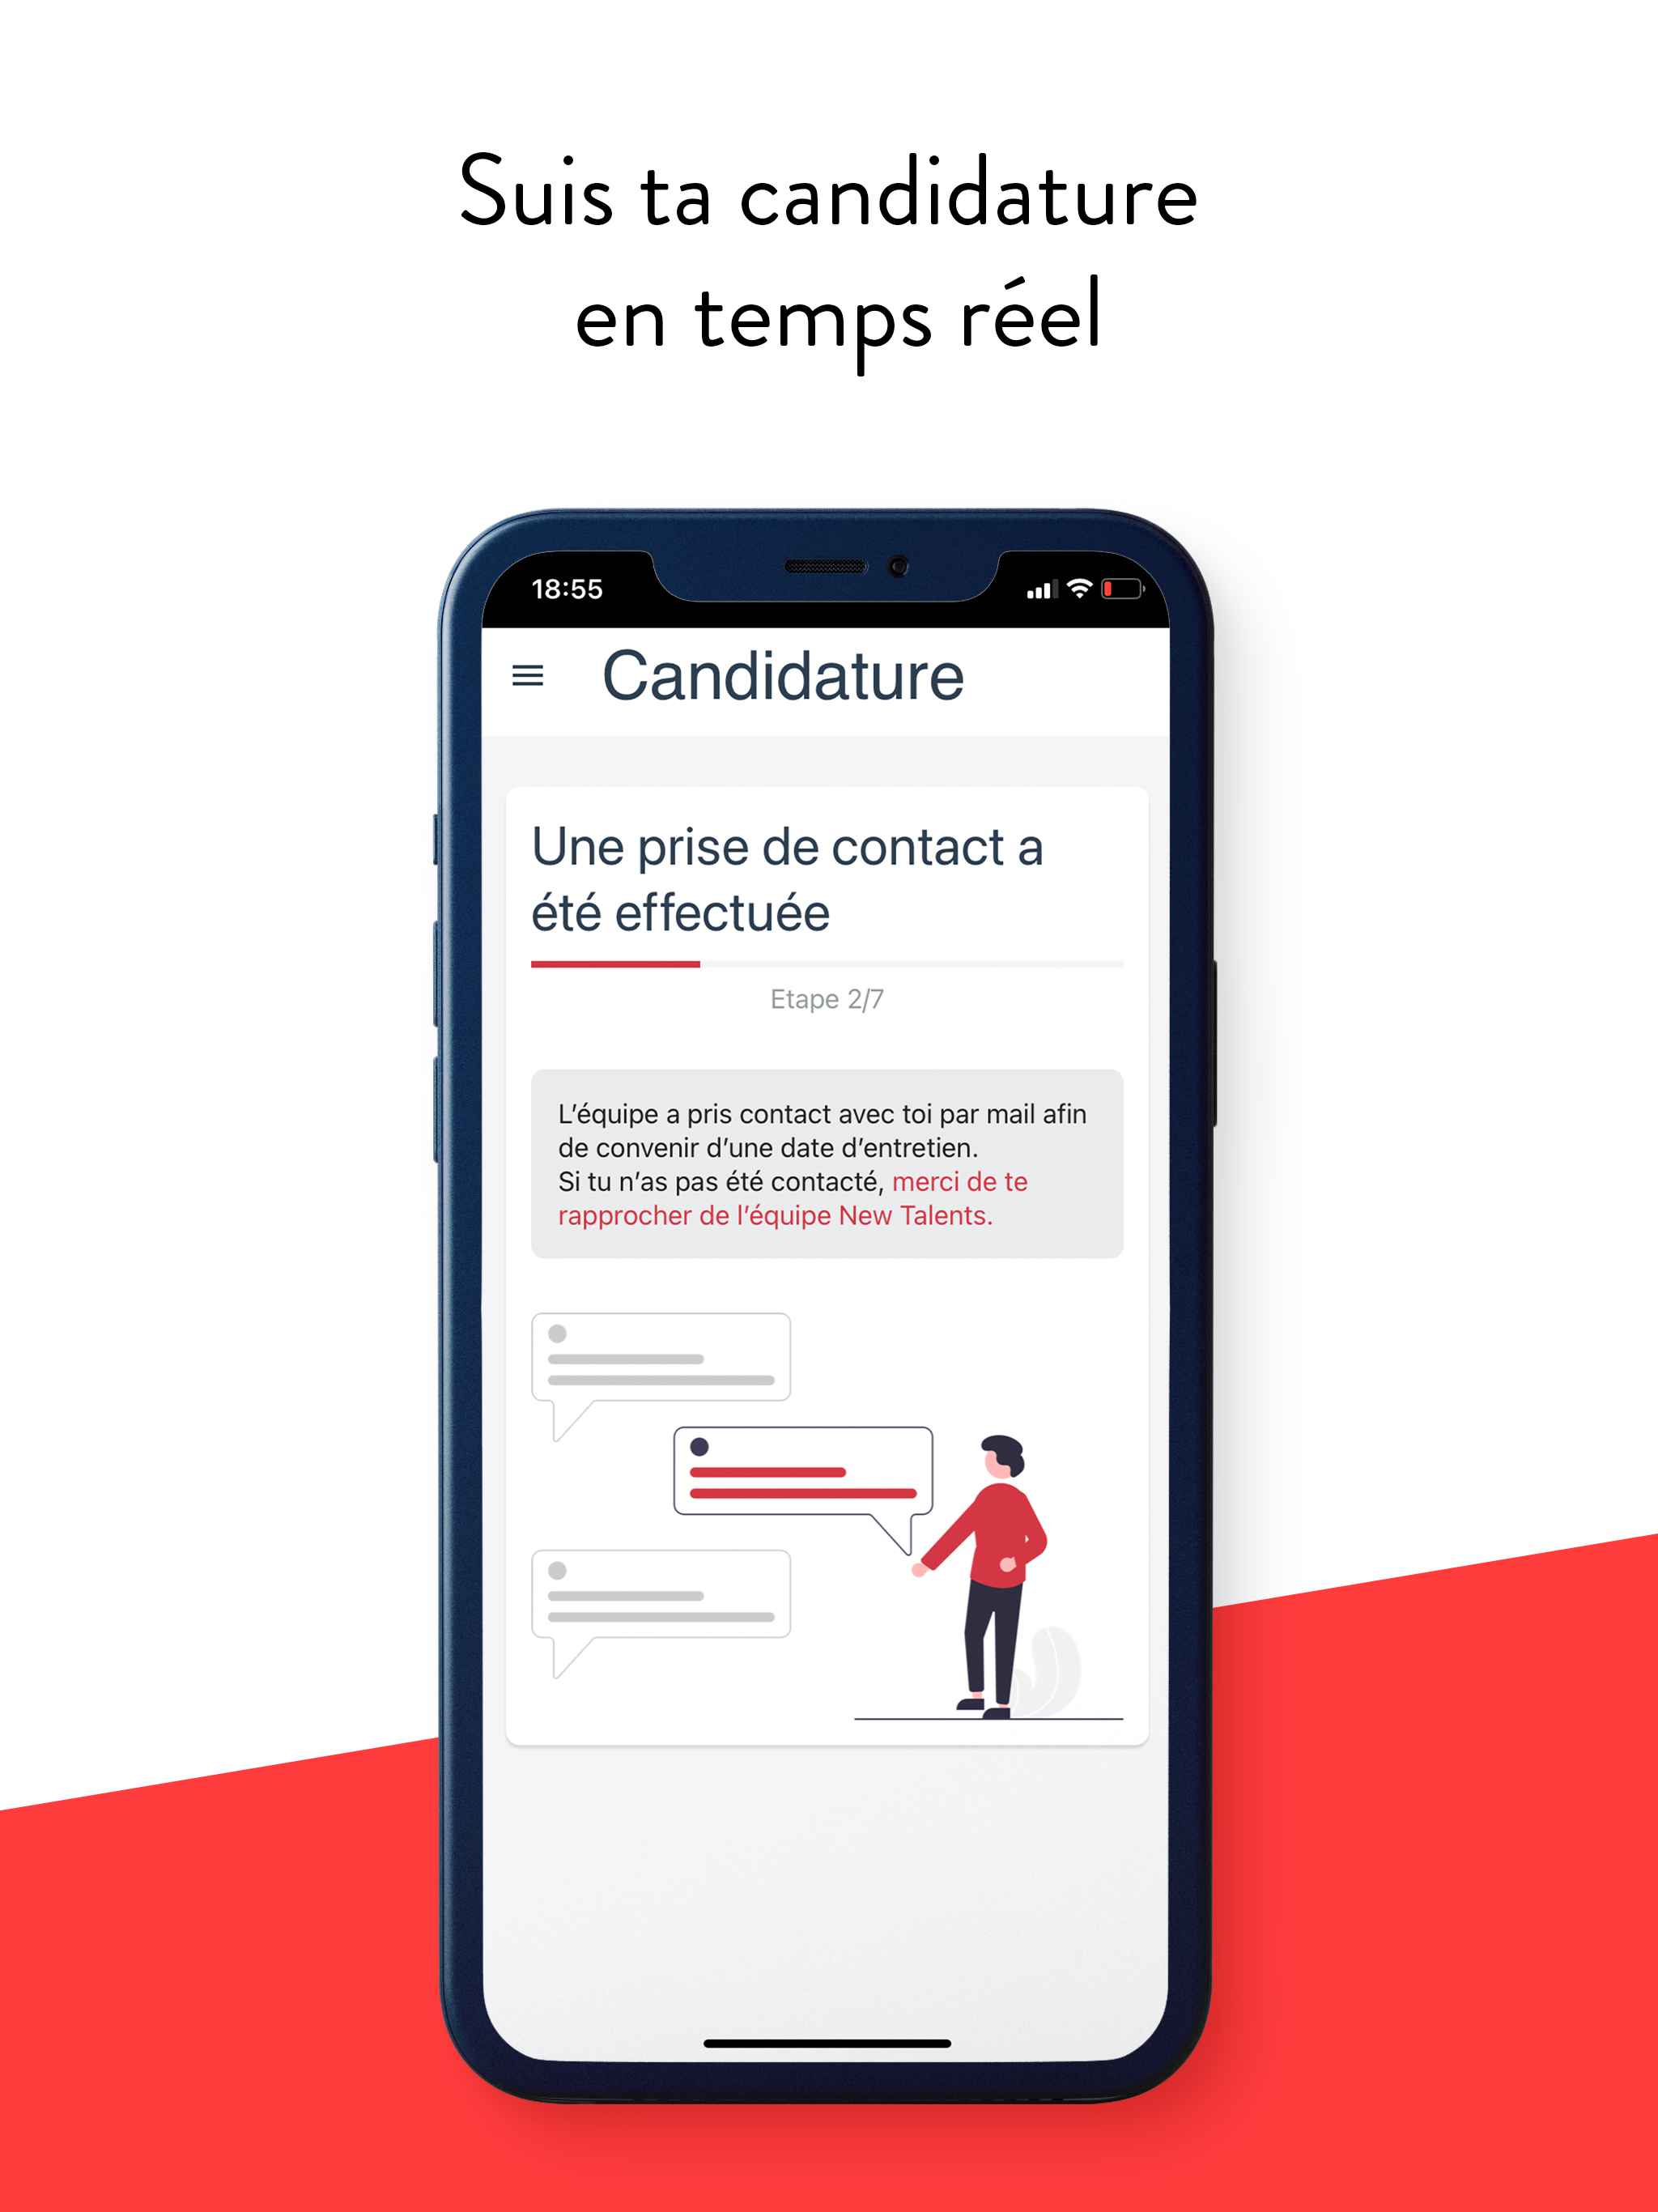 Suis ta candidature
en temps réel
18:55
Candidature
Une prise de contact a
été effectuée
Etape 2/7
L’équipe a pris contact avec toi par mail afin
de convenir d’une date d’entretien.
Si tu n’as pas été contacté, merci de te
rapprocher de l’équipe New Talents.